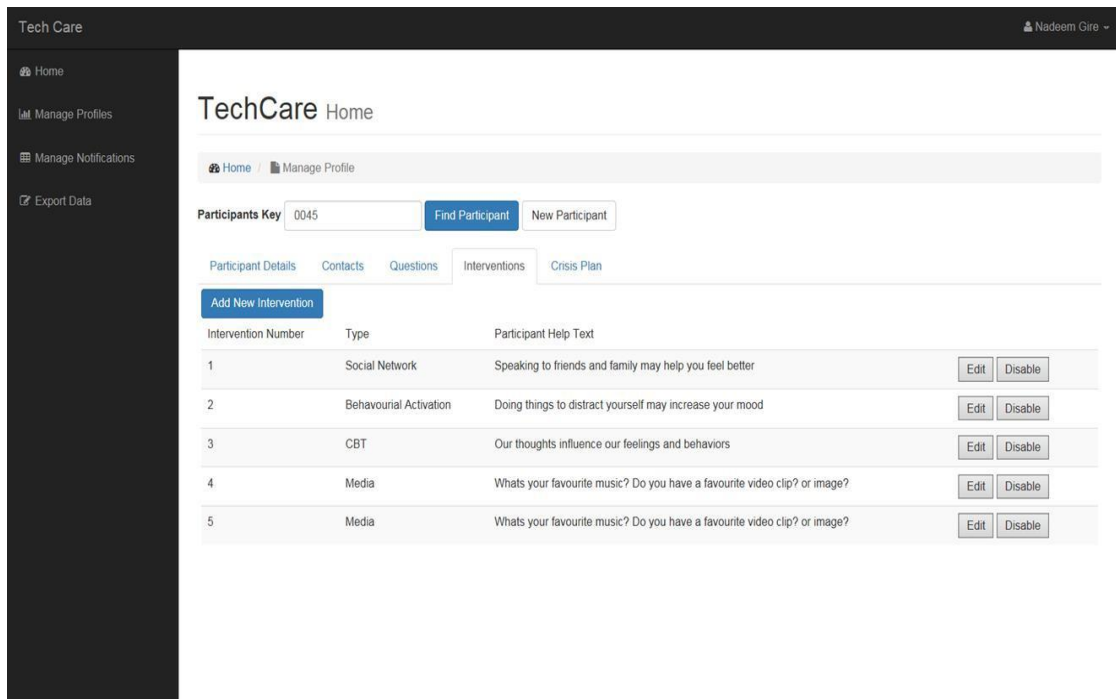 Tech Care
Nadeem Gire
Home
Manage Profiles
Manage Notifications
Export Data
TechCare Home
Home / Manage Profile
Participants Key 0045 Find Participant New Participant
Participant Details Contacts Questions Interventions Crisis Plan
Add New Intervention
Intervention Number Type Participant Help Text
1 Social Network Speaking to friends and family may help you feel better Edit Disable
2 Behavourial Activation Doing things to distract yourself may increase your mood Edit Disable
3 CBT Our thoughts influence our feelings and behaviors Edit Disable
4 Media Whats your favourite music? Do you have a favourite video clip? or image? Edit Disable
5 Media Whats your favourite music? Do you have a favourite video clip? or image? Edit Disable